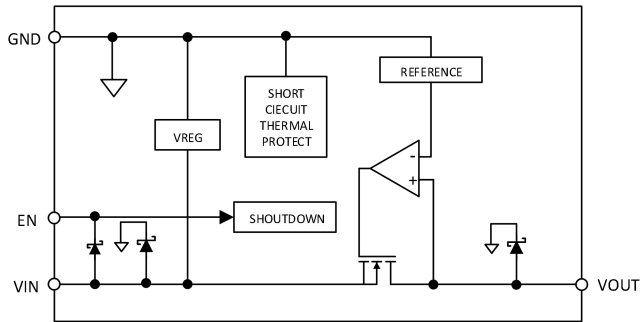 GND
REFERENCE
SHORT
CIECUIT
THERMAL
PROTECT
VREG
-
+
EN
SHOUTDOWN
VIN
VOUT